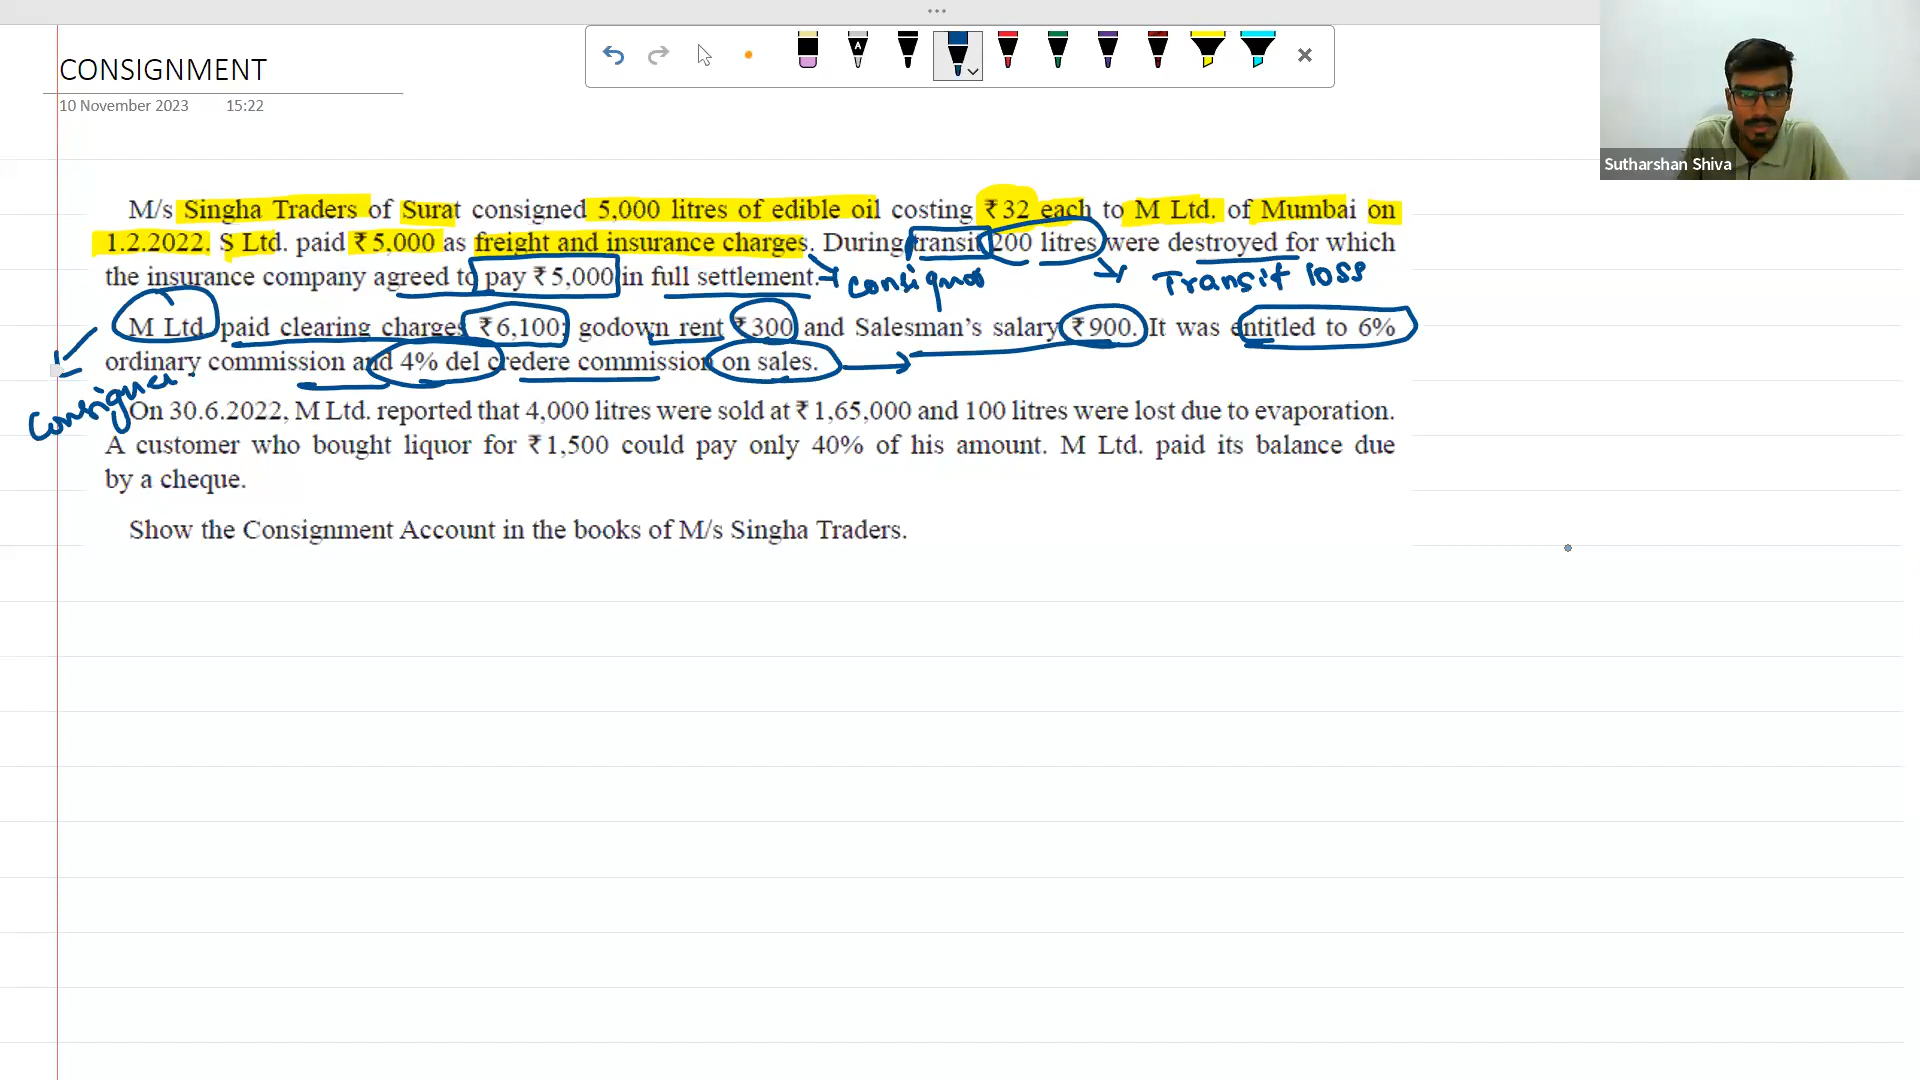 CONSIGNMENT
10 November 2023 15:22
Sutharshan Shiva
M/s Singha Traders of Surat consigned 5,000 litres of edible oil costing ₹32 each to M Ltd. of Mumbai on
1.2.2022. S Ltd. paid ₹5,000 as freight and insurance charges. During transit 200 litres were destroyed for which
the insurance company agreed to pay ₹5,000 in full settlement.
consignor
Transit loss
M Ltd. paid clearing charges ₹6,100; godown rent ₹300 and Salesman's salary ₹900. It was entitled to 6%
ordinary commission and 4% del credere commission on sales.
Consignee.
On 30.6.2022, M Ltd. reported that 4,000 litres were sold at ₹1,65,000 and 100 litres were lost due to evaporation.
A customer who bought liquor for ₹1,500 could pay only 40% of his amount. M Ltd. paid its balance due
by a cheque.
Show the Consignment Account in the books of M/s Singha Traders.